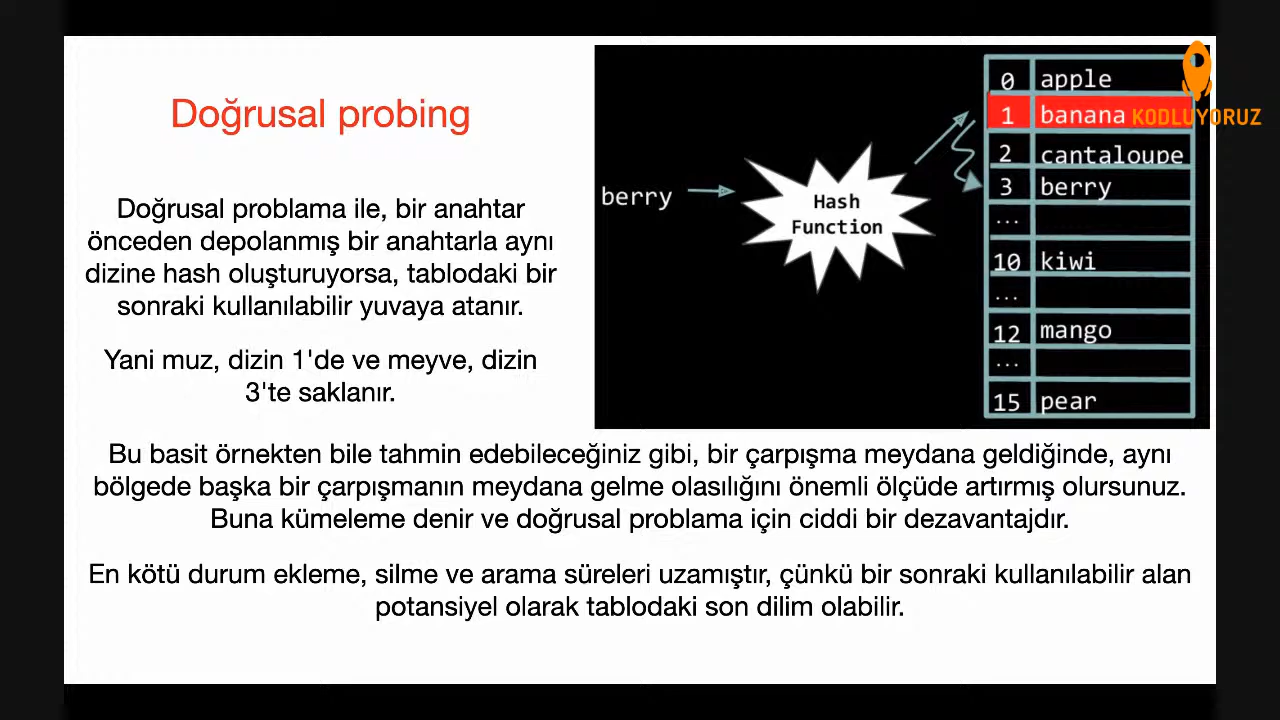 Doğrusal probing
Doğrusal problama ile, bir anahtar
önceden depolanmış bir anahtarla aynı
dizine hash oluşturuyorsa, tablodaki bir
sonraki kullanılabilir yuvaya atanır.
Yani muz, dizin 1'de ve meyve, dizin
3'te saklanır.
berry
Hash
Function
0 apple
1 banana
KODLUYORUZ
2 cantaloupe
3 berry
...
10 kiwi
...
12 mango
...
15 pear
Bu basit örnekten bile tahmin edebileceğiniz gibi, bir çarpışma meydana geldiğinde, aynı
bölgede başka bir çarpışmanın meydana gelme olasılığını önemli ölçüde artırmış olursunuz.
Buna kümeleme denir ve doğrusal problama için ciddi bir dezavantajdır.
En kötü durum ekleme, silme ve arama süreleri uzamıştır, çünkü bir sonraki kullanılabilir alan
potansiyel olarak tablodaki son dilim olabilir.